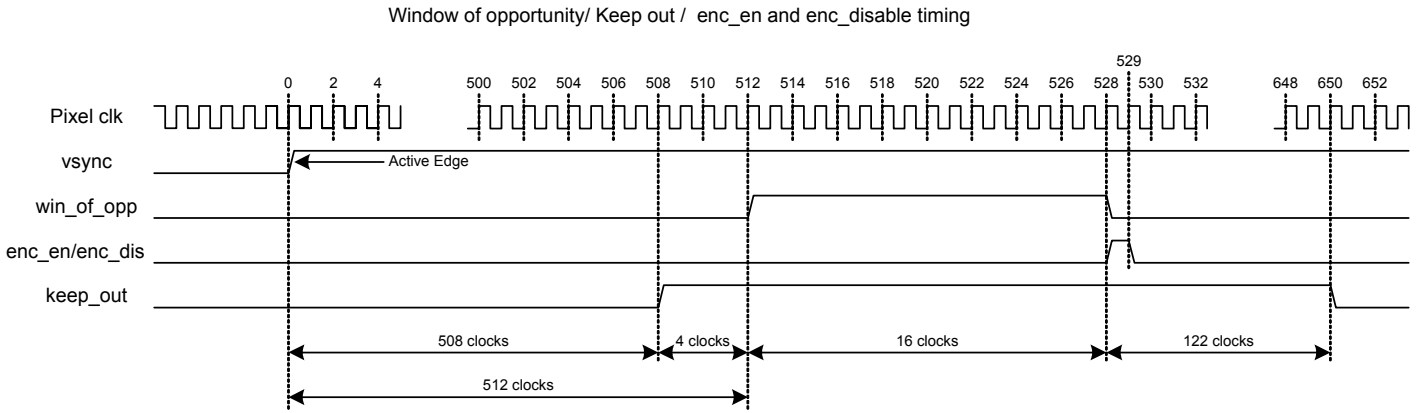 Window of opportunity/ Keep out / enc_en and enc_disable timing
529
0 2 4 500 502 504 506 508 510 512 514 516 518 520 522 524 526 528 530 532 648 650 652
Pixel clk
vsync
Active Edge
win_of_opp
enc_en/enc_dis
keep_out
508 clocks 4 clocks 16 clocks 122 clocks
512 clocks